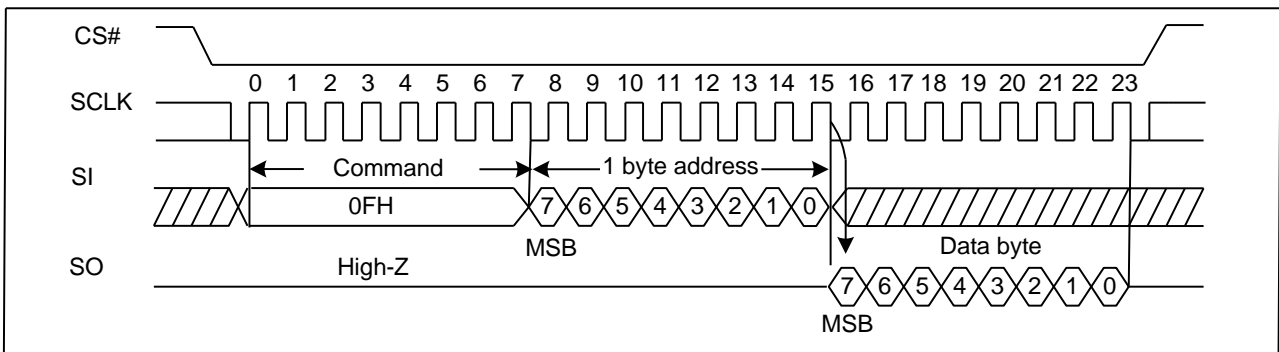 CS#
0 1 2 3 4 5 6 7 8 9 10 11 12 13 14 15 16 17 18 19 20 21 22 23
SCLK
Command 1 byte address
SI
0FH 7 6 5 4 3 2 1 0
MSB Data byte
SO High-Z
7 6 5 4 3 2 1 0
MSB